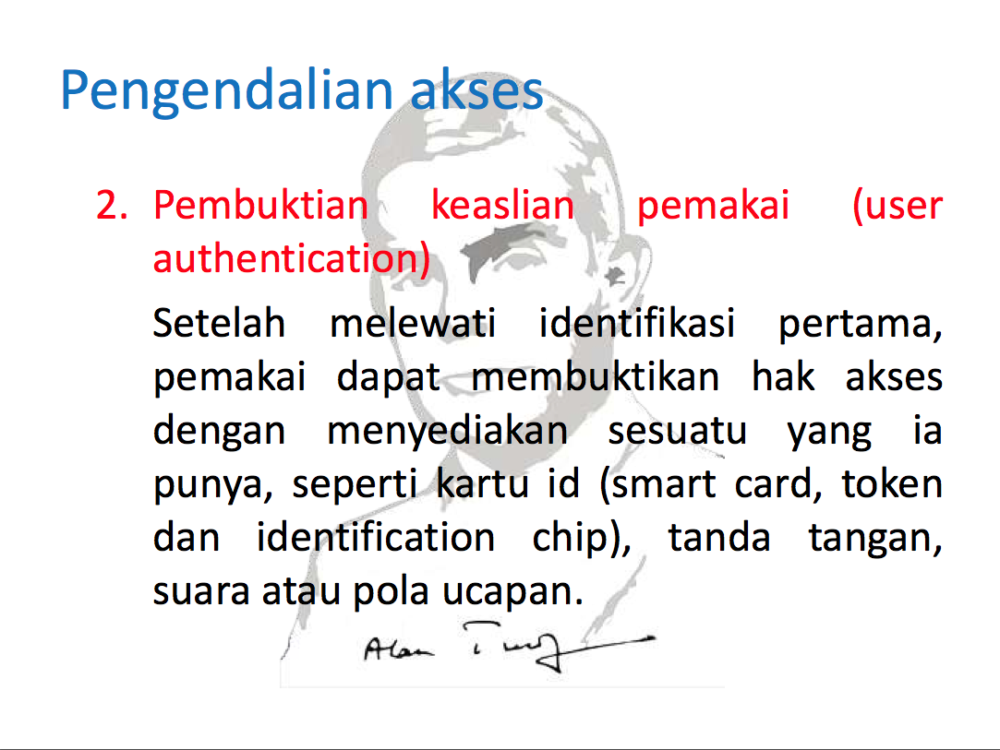 Pengendalian akses
2. Pembuktian keaslian pemakai (user
authentication)
Setelah melewati identifikasi pertama,
pemakai dapat membuktikan hak akses
dengan menyediakan sesuatu yang ia
punya, seperti kartu id (smart card, token
dan identification chip), tanda tangan,
suara atau pola ucapan.
Alan Turing